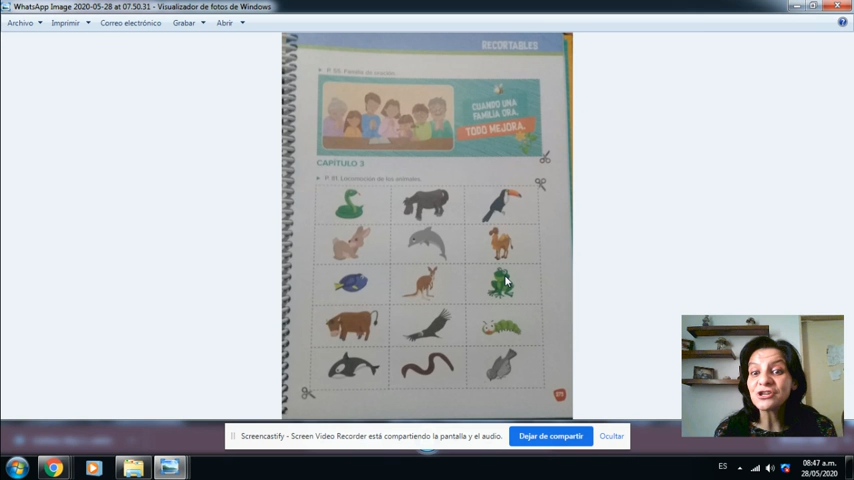 WhatsApp Image 2020-05-28 at 07.50.31 - Visualizador de fotos de Windows
Archivo Imprimir Correo electrónico Grabar Abrir
RECORTABLES
CUANDO UNA
FAMILIA ORA,
TODO MEJORA.
CAPÍTULO 3
P. 81. Locomoción de los animales.
Screencastify - Screen Video Recorder está compartiendo la pantalla y el audio.
Dejar de compartir
Ocultar
ES
08:47 a.m.
28/05/2020